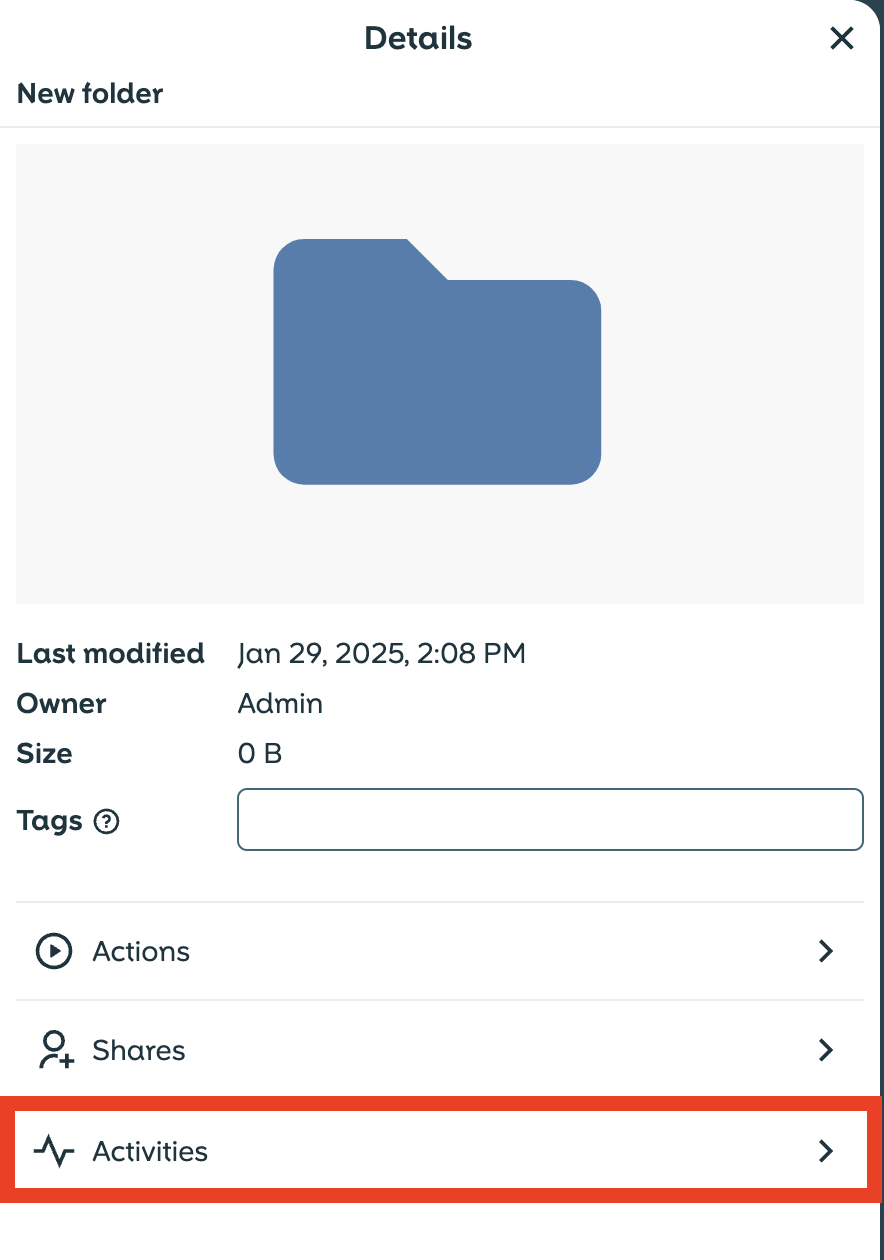 Details
New folder
Last modified Jan 29, 2025, 2:08 PM
Owner Admin
Size 0 B
Tags ?
Actions
Shares
Activities